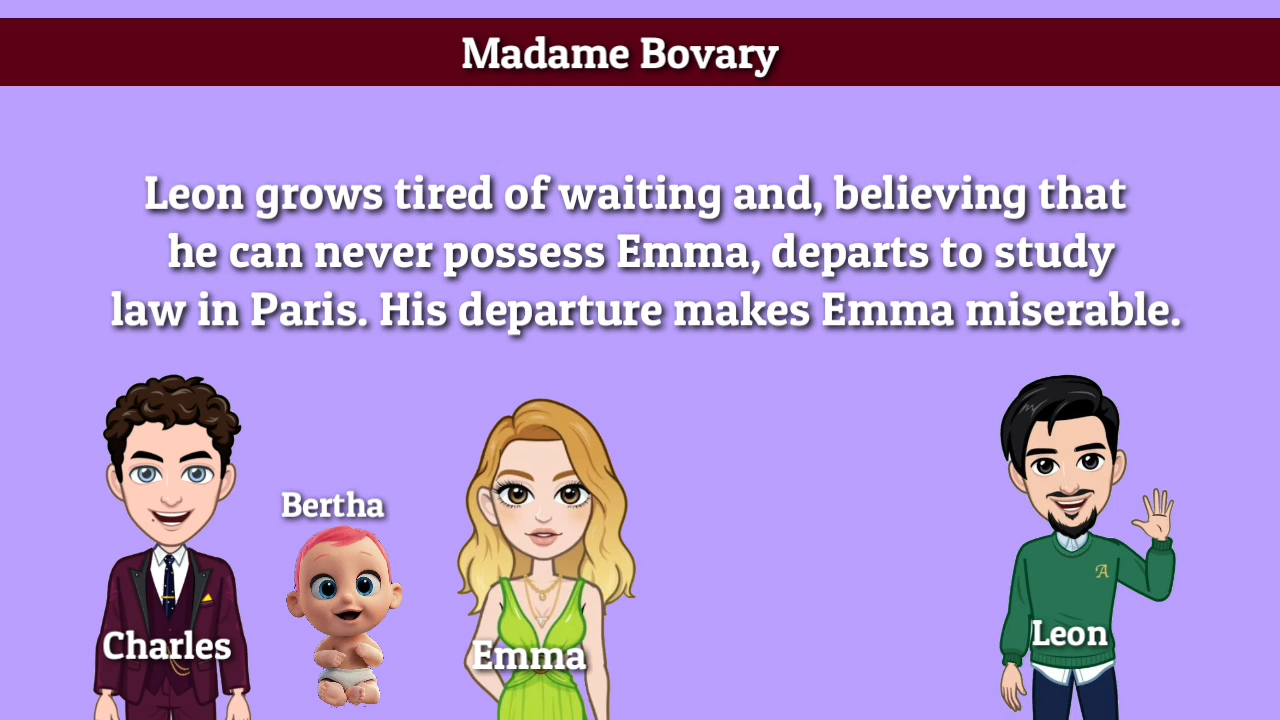 Madame Bovary
Leon grows tired of waiting and, believing that
he can never possess Emma, departs to study
law in Paris. His departure makes Emma miserable.
Bertha
A
Charles
Emma
Leon